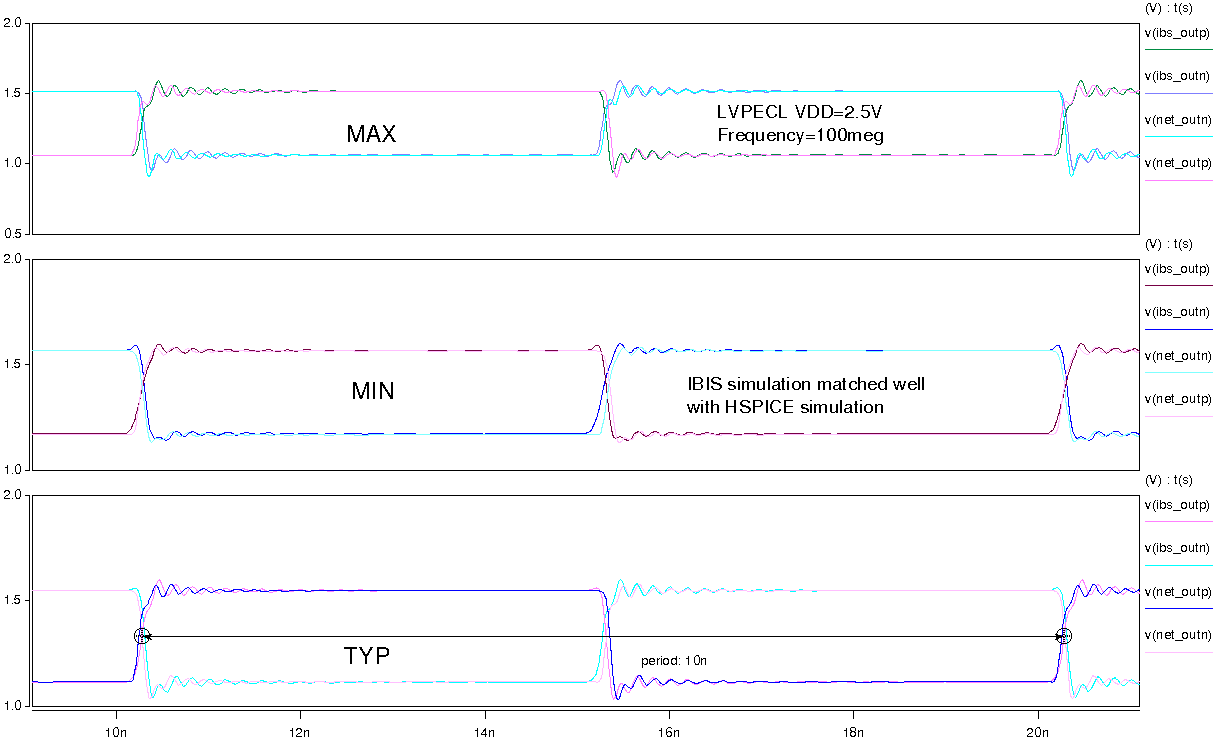 (V) : t(s)
2.0
v(ibs_outp)
v(ibs_outn)
1.5
LVPECL VDD=2.5V
v(net_outn)
MAX
Frequency=100meg
1.0
v(net_outp)
0.5
(V) : t(s)
2.0
v(ibs_outp)
v(ibs_outn)
1.5
v(net_outn)
MIN
IBIS simulation matched well
with HSPICE simulation
v(net_outp)
1.0
(V) : t(s)
2.0
v(ibs_outp)
v(ibs_outn)
1.5
v(net_outp)
v(net_outn)
TYP
period: 10n
1.0
10n
12n
14n
16n
18n
20n